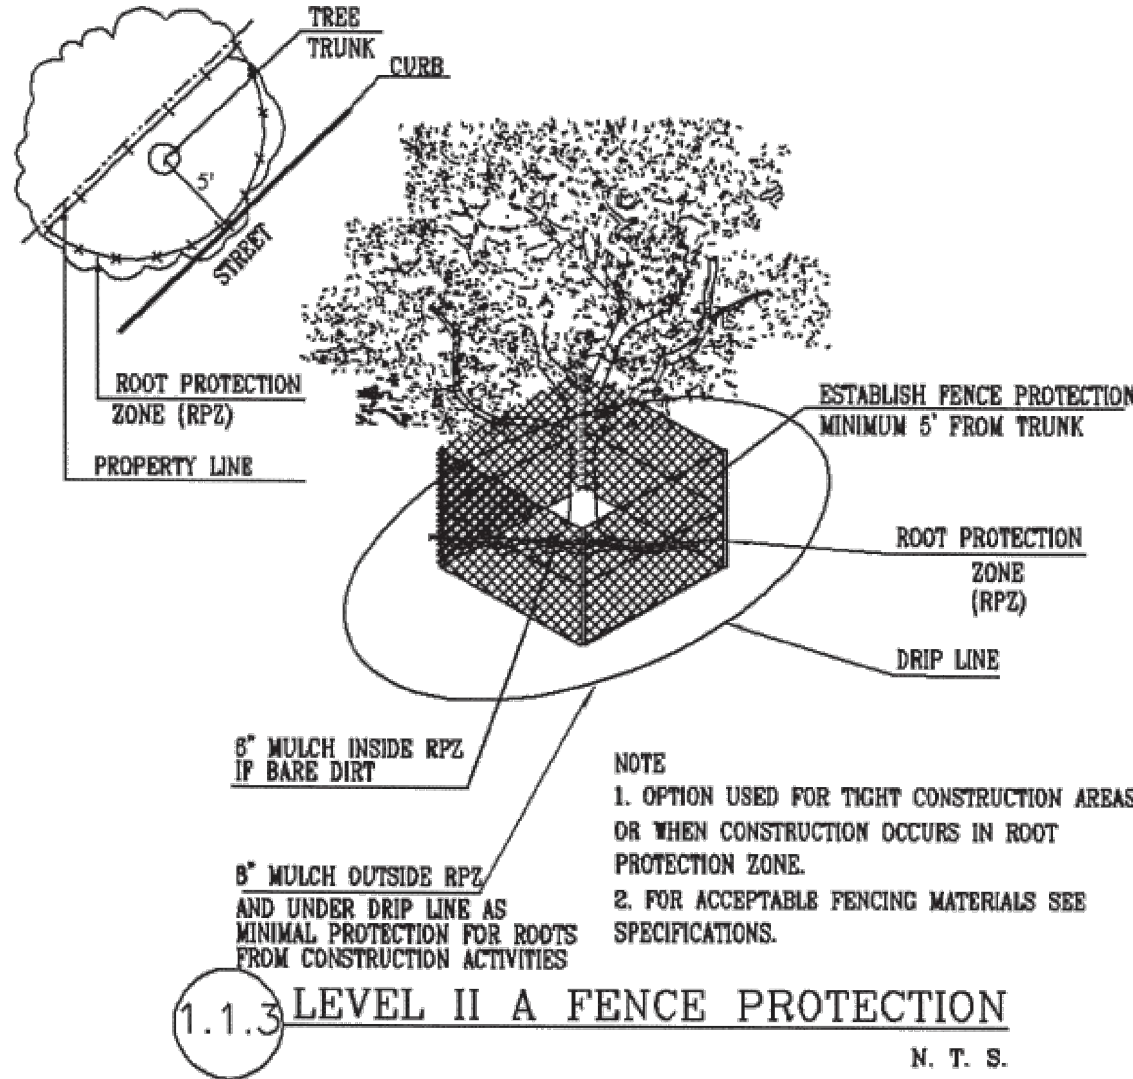 TREE
TRUNK
CURB
5'
STREET
ROOT PROTECTION
ZONE (RPZ)
PROPERTY LINE
ESTABLISH FENCE PROTECTION
MINIMUM 5' FROM TRUNK
ROOT PROTECTION
ZONE
(RPZ)
DRIP LINE
6" MULCH INSIDE RPZ
IF BARE DIRT
8" MULCH OUTSIDE RPZ
AND UNDER DRIP LINE AS
MINIMAL PROTECTION FOR ROOTS
FROM CONSTRUCTION ACTIVITIES
NOTE
1. OPTION USED FOR TIGHT CONSTRUCTION AREAS
OR WHEN CONSTRUCTION OCCURS IN ROOT
PROTECTION ZONE.
2. FOR ACCEPTABLE FENCING MATERIALS SEE
SPECIFICATIONS.
1.1.3 LEVEL II A FENCE PROTECTION
N. T. S.